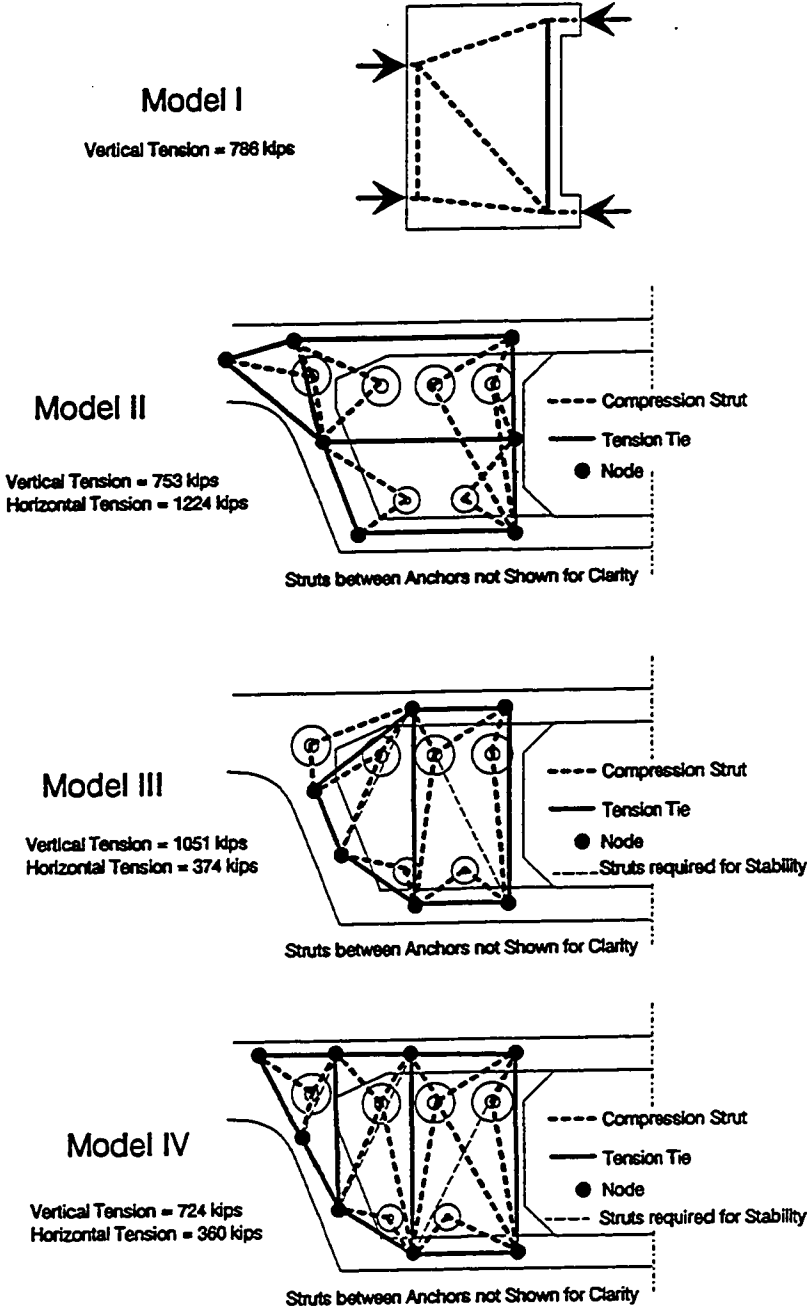 Model I
Vertical Tension = 786 kips
Model II
Vertical Tension = 753 kips
Horizontal Tension = 1224 kips
Compression Strut
Tension Tie
Node
Struts between Anchors not Shown for Clarity
Model III
Vertical Tension = 1051 kips
Horizontal Tension = 374 kips
Compression Strut
Tension Tie
Node
Struts required for Stability
Struts between Anchors not Shown for Clarity
Model IV
Vertical Tension = 724 kips
Horizontal Tension = 360 kips
Compression Strut
Tension Tie
Node
Struts required for Stability
Struts between Anchors not Shown for Clarity